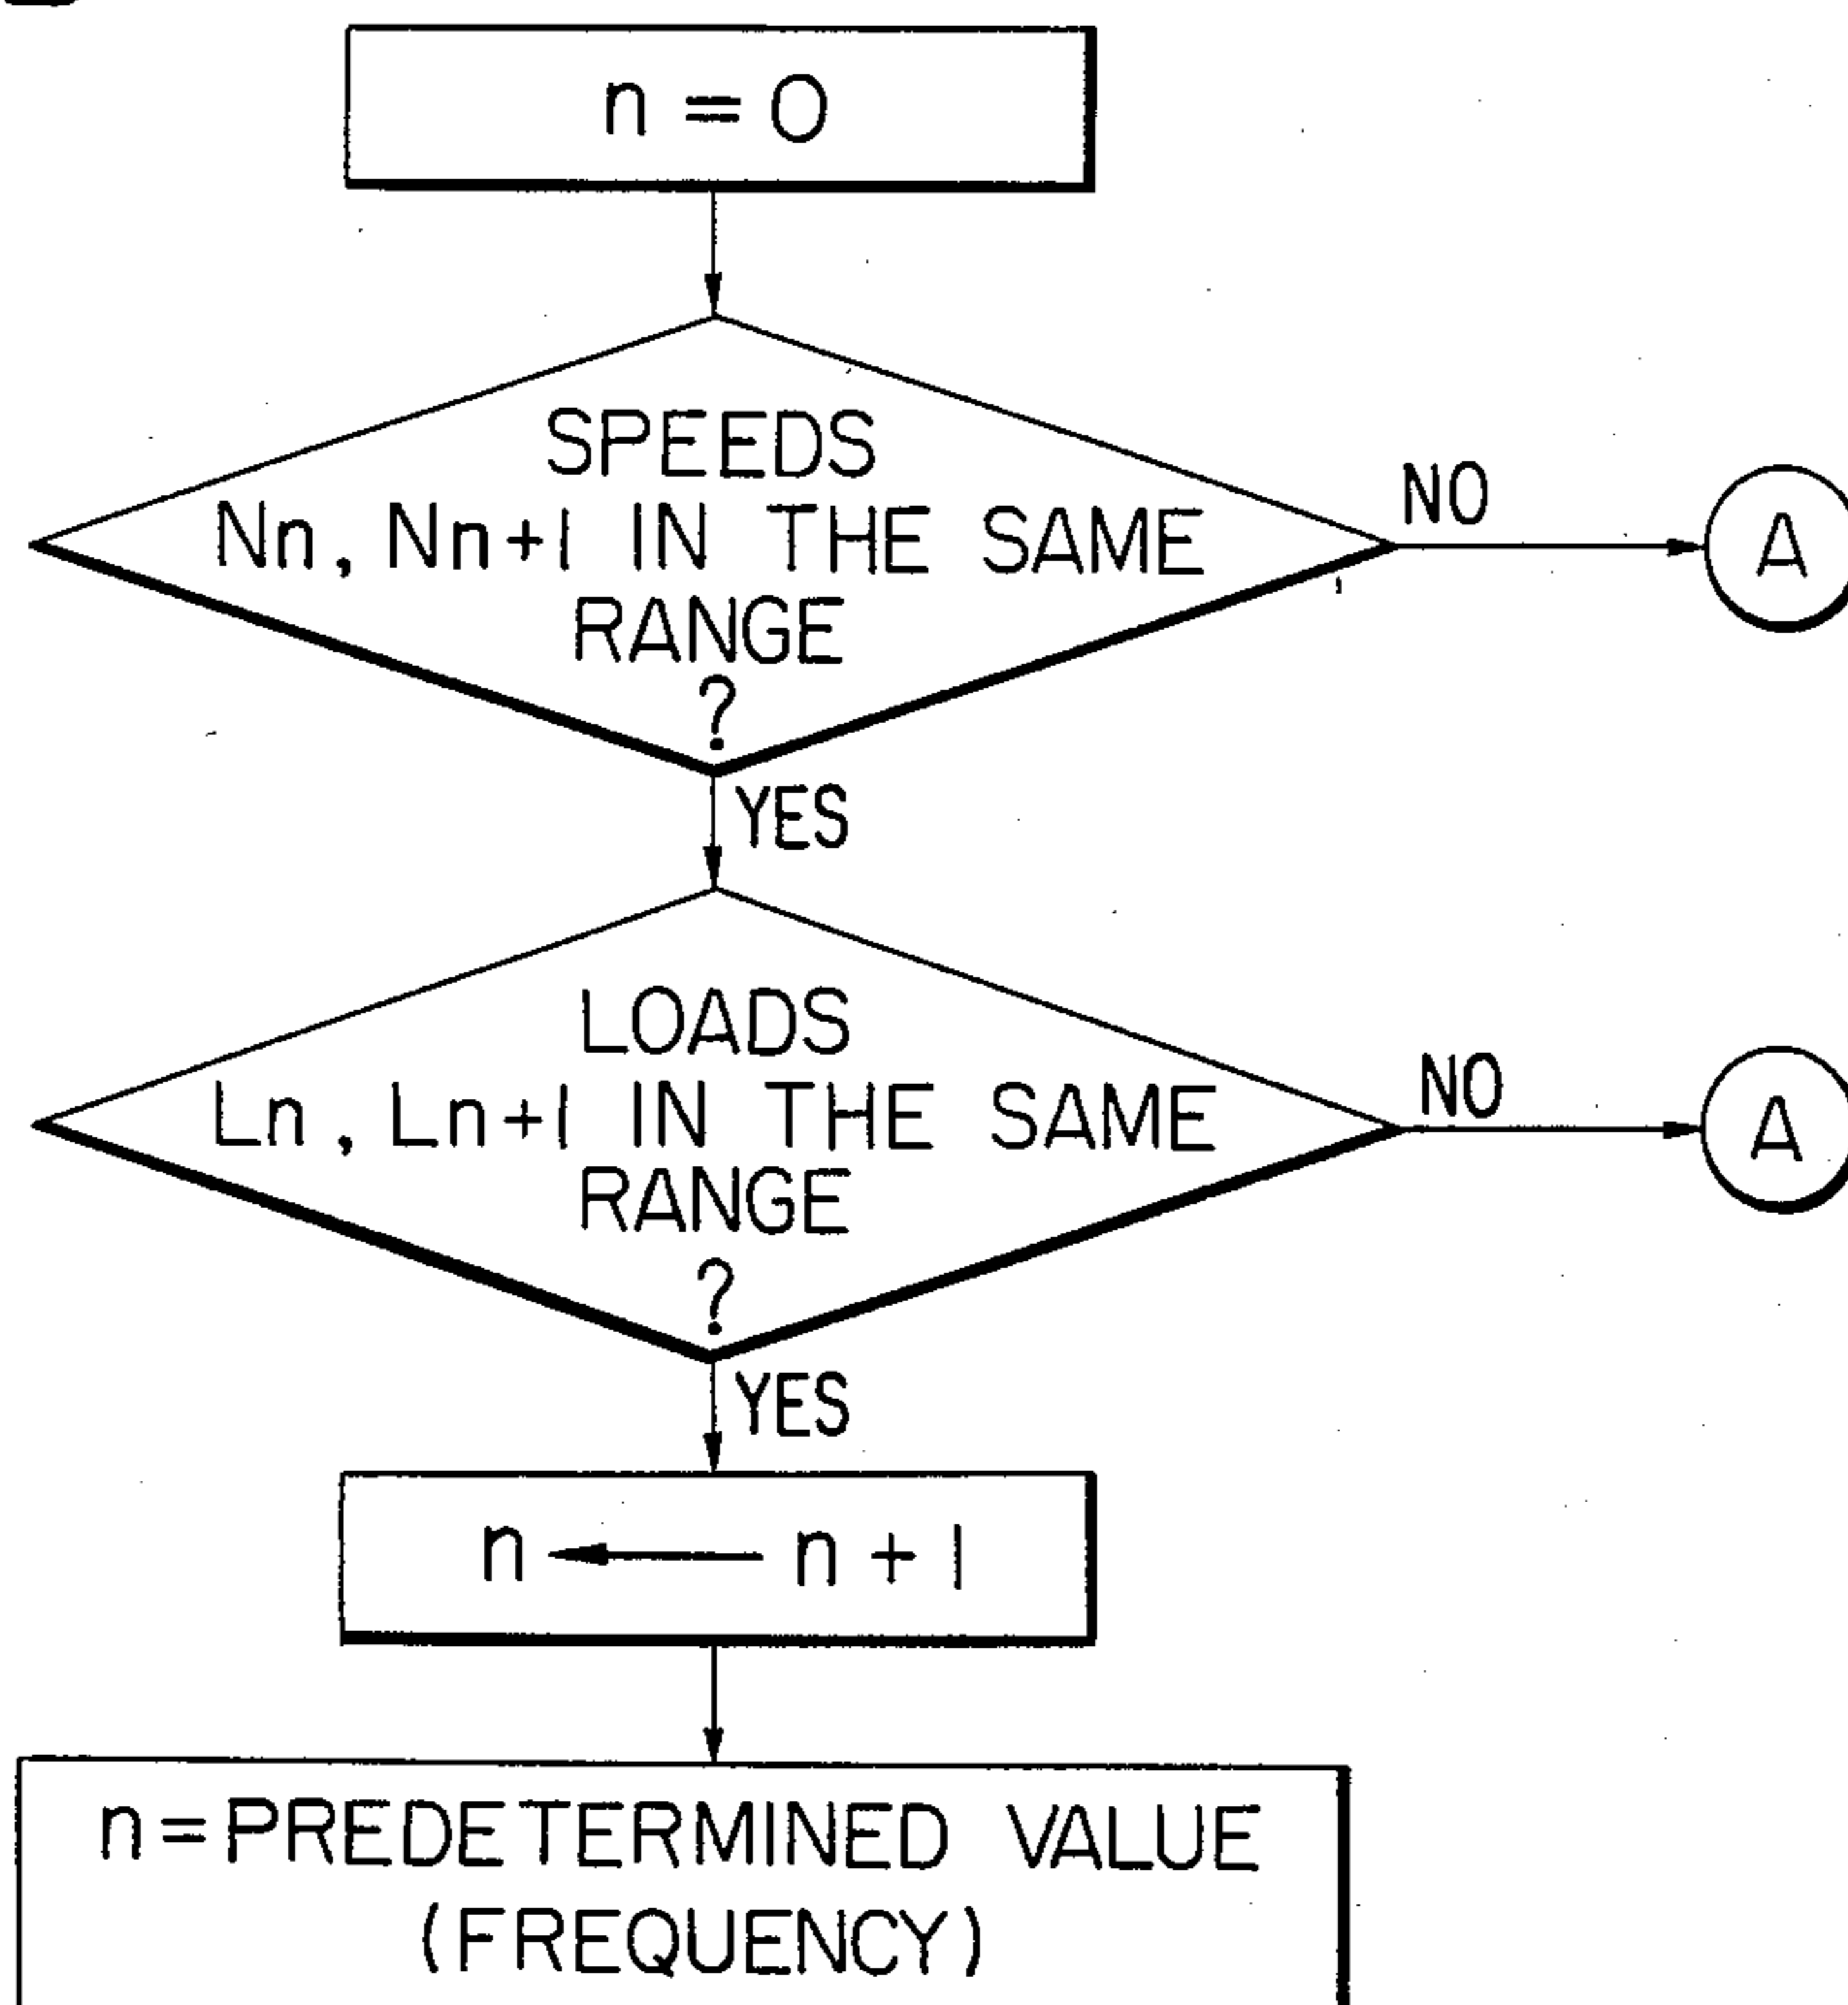 n = 0
SPEEDS
Nn, Nn+1 IN THE SAME
RANGE
?
NO
A
YES
LOADS
Ln, Ln+1 IN THE SAME
RANGE
?
NO
A
YES
n ← n + 1
n = PREDETERMINED VALUE
(FREQUENCY)